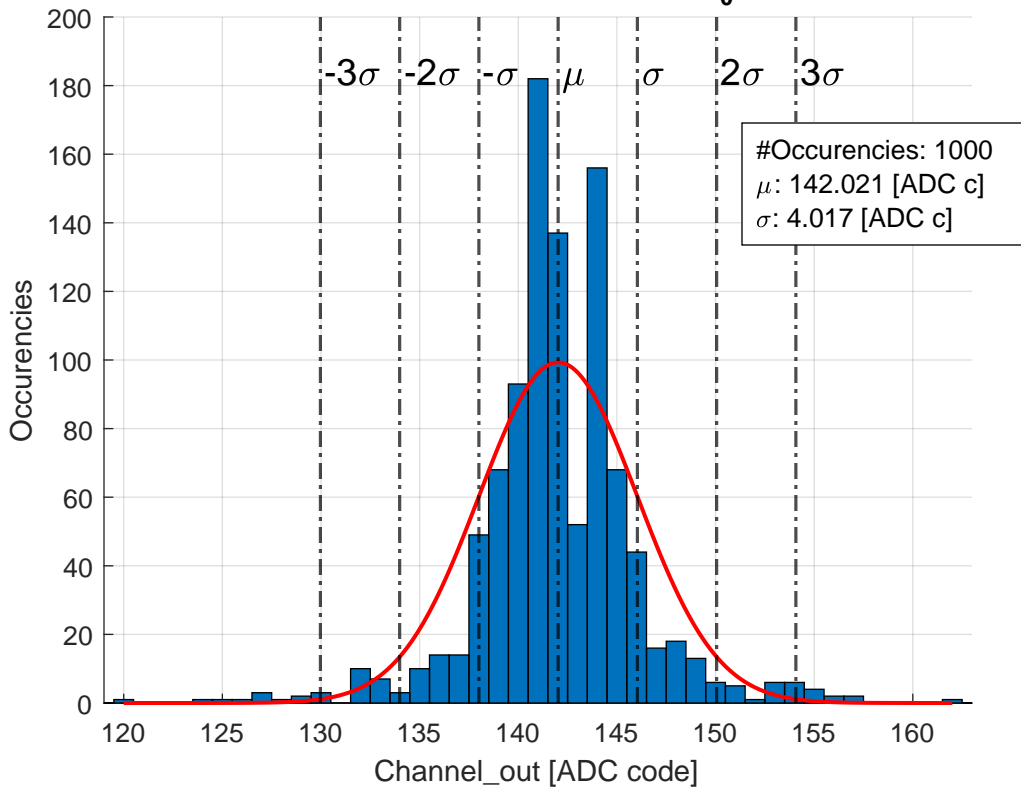 0
200
180
160
140
120
100
80
60
40
20
0
Occurencies
-3σ -2σ -σ μ σ 2σ 3σ
#Occurencies: 1000
μ: 142.021 [ADC c]
σ: 4.017 [ADC c]
120 125 130 135 140 145 150 155 160
Channel_out [ADC code]